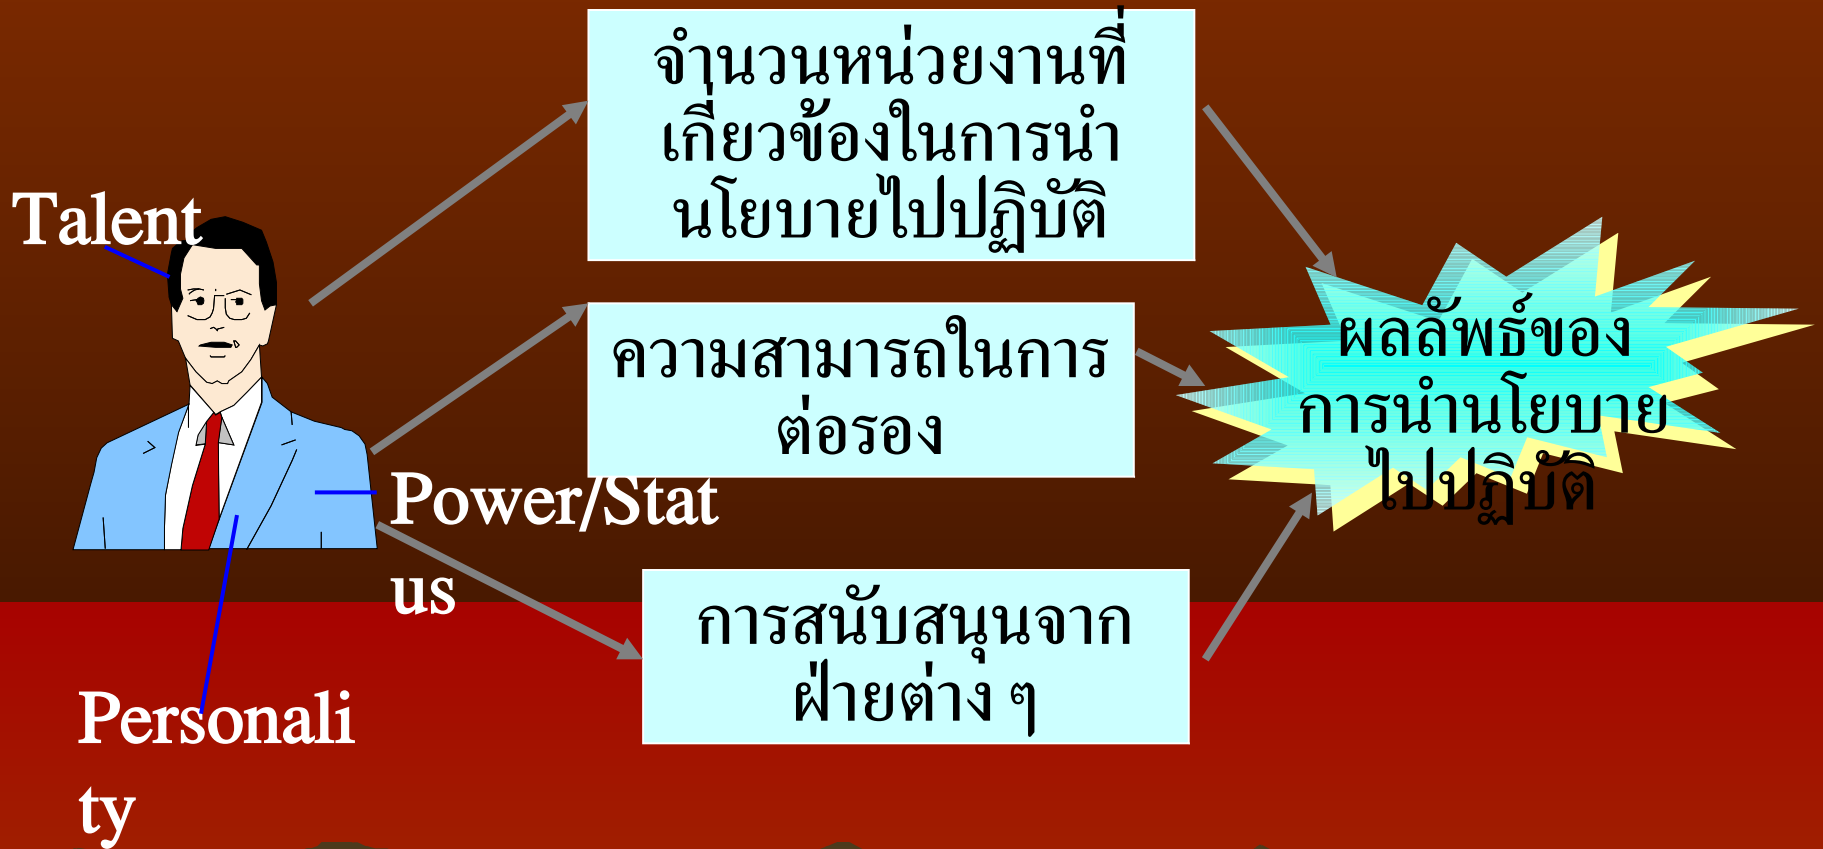 จำนวนหน่วยงานที่
เกี่ยวข้องในการนำ
นโยบายไปปฏิบัติ
Talent
ความสามารถในการ
ต่อรอง
ผลลัพธ์ของ
การนำนโยบาย
ไปปฏิบัติ
Power/Stat
us
การสนับสนุนจาก
ฝ่ายต่าง ๆ
Personali
ty